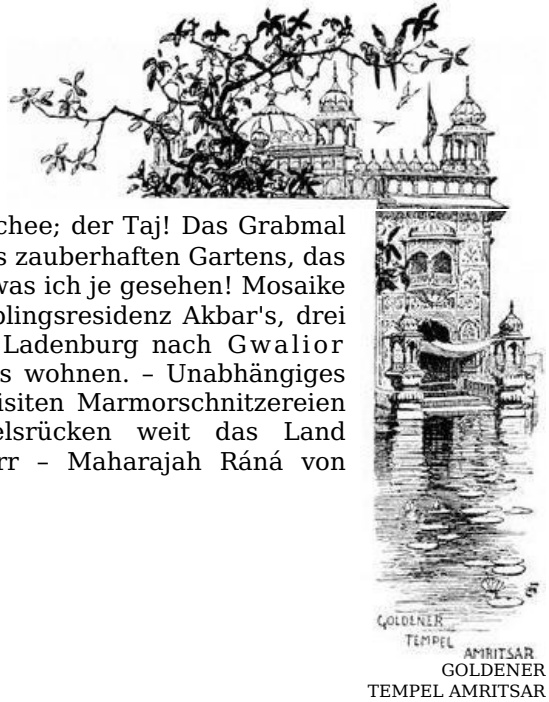 chee; der Taj! Das Grabmal
s zauberhaften Gartens, das
was ich je gesehen! Mosaike
blingsresidenz Akbar's, drei
Ladenburg nach Gwalior
s wohnen. – Unabhängiges
isiten Marmorschnitzereien
elsrücken weit das Land
rr – Maharajah Ráná von
GOLDENER
TEMPEL
AMRITSAR
GOLDENER
TEMPEL AMRITSAR